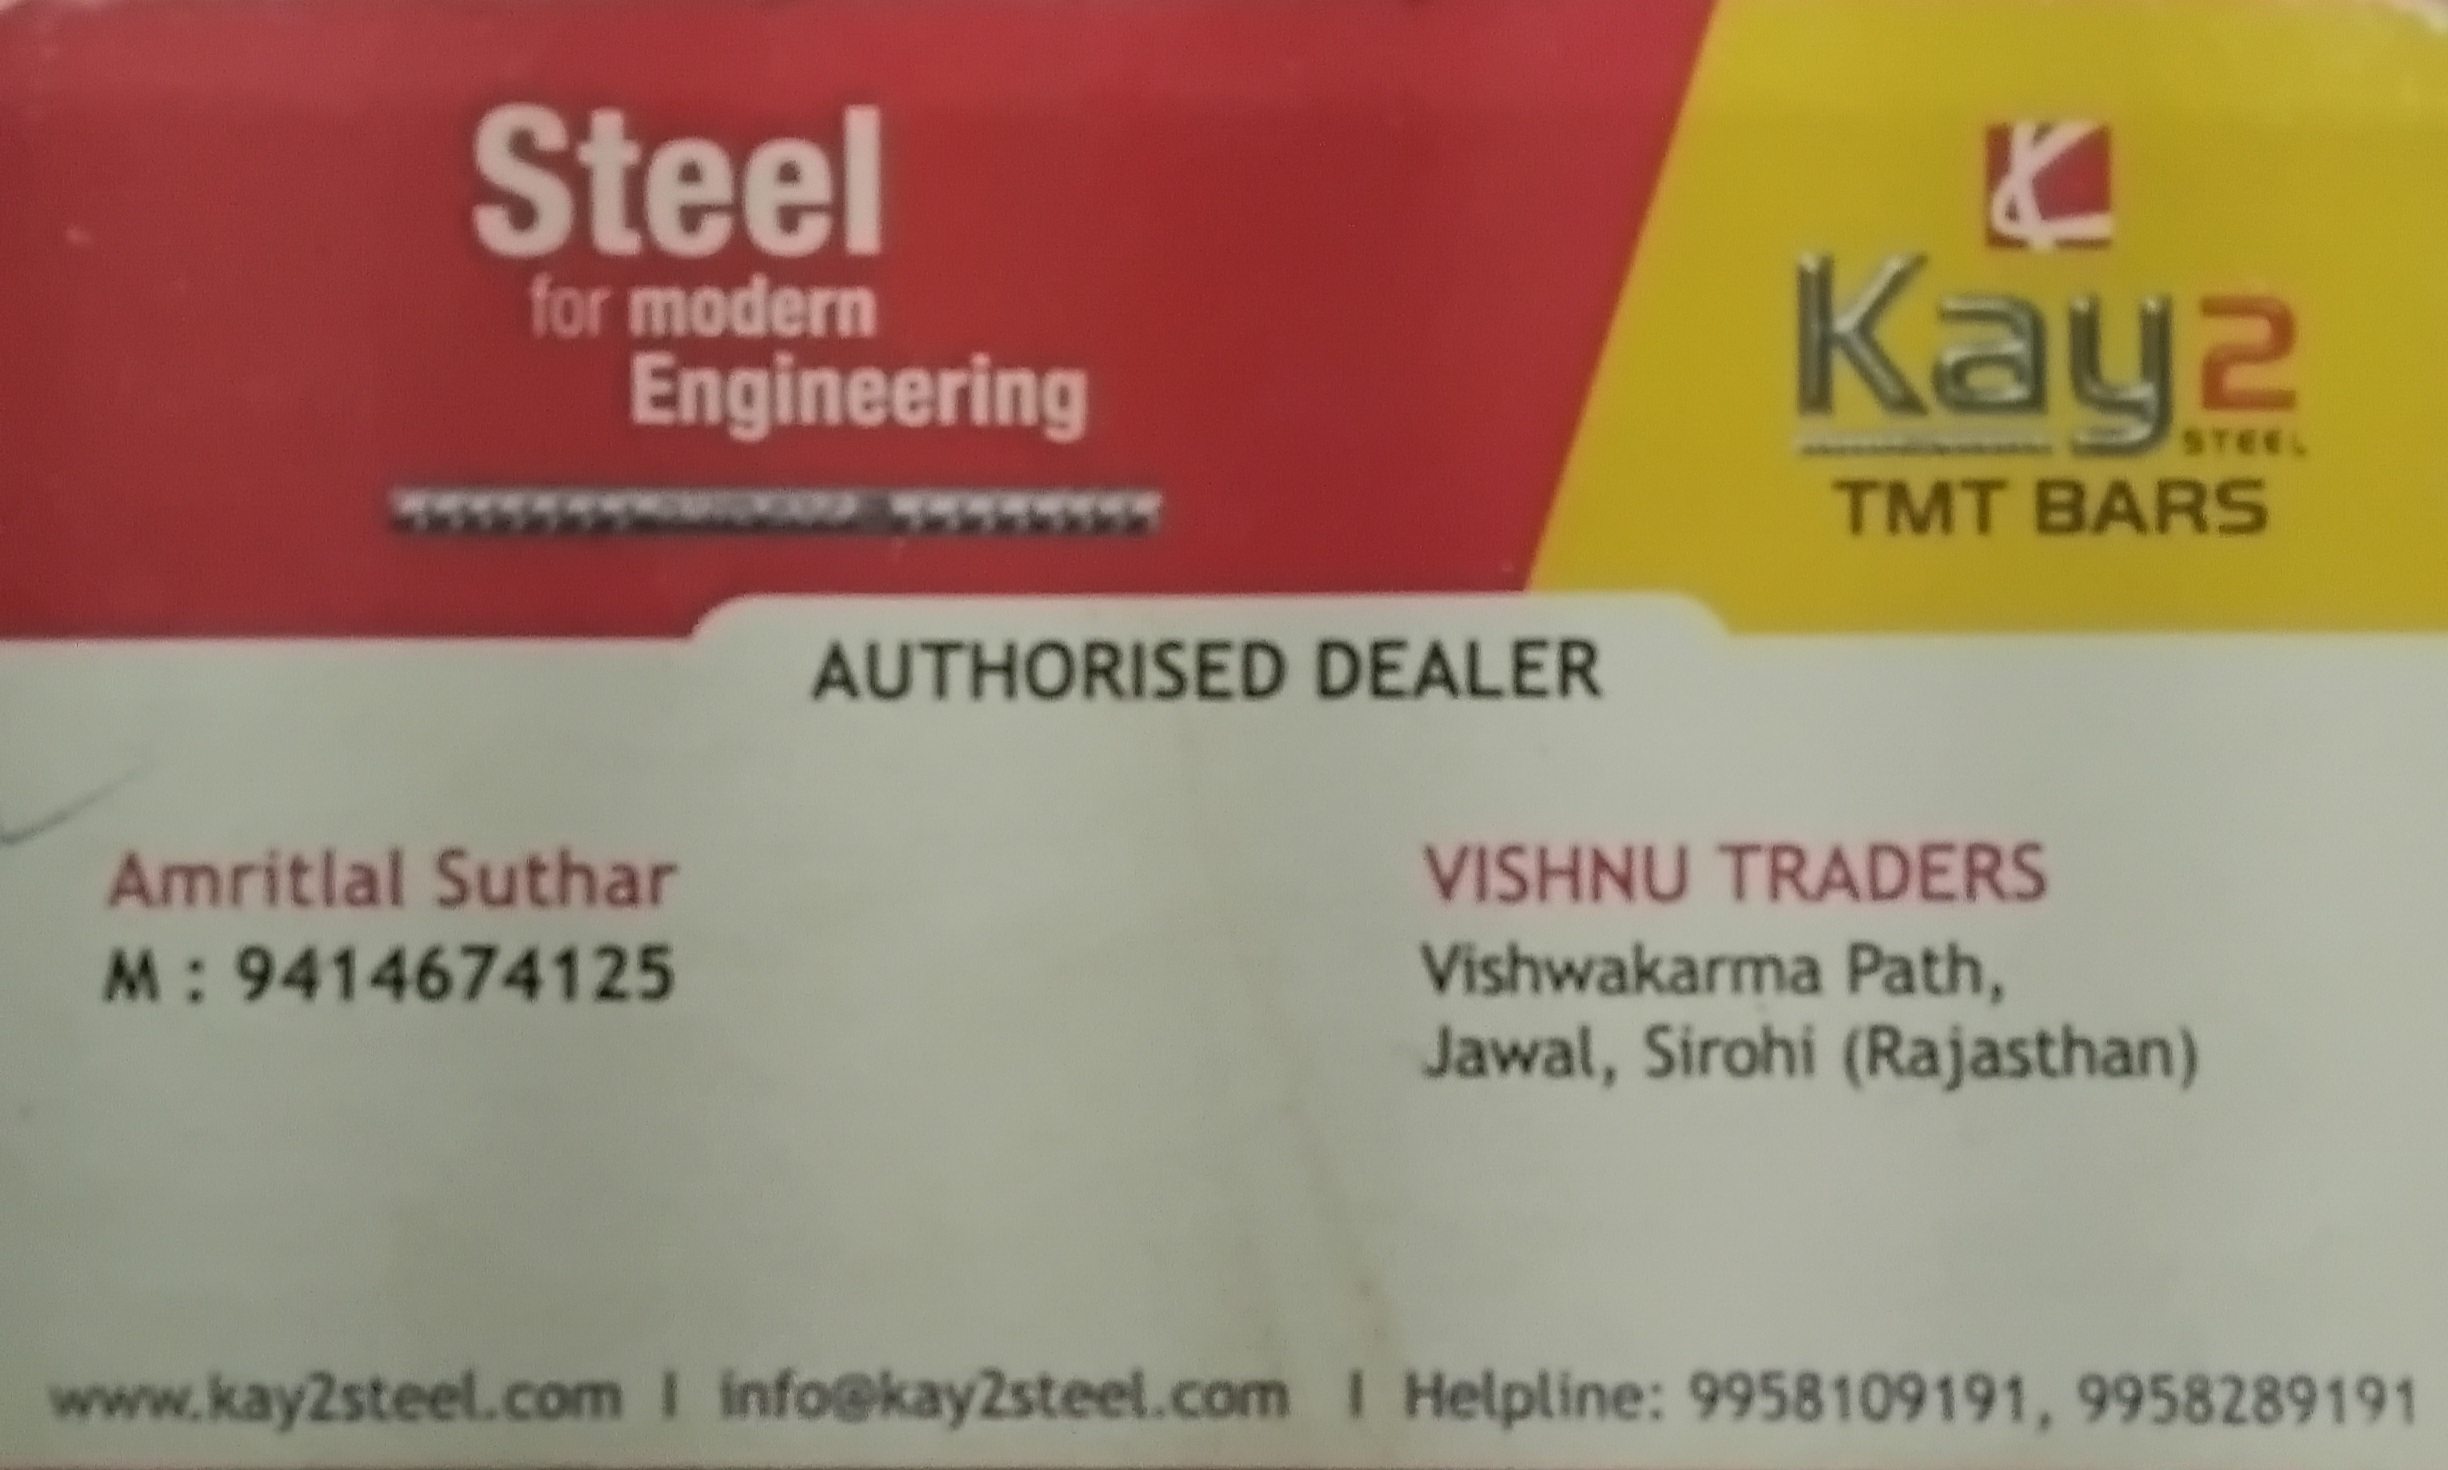 Steel
for modern
Engineering
Kay2
STEEL
TMT BARS
AUTHORISED DEALER
Amritlal Suthar
M : 9414674125
VISHNU TRADERS
Vishwakarma Path,
Jawal, Sirohi (Rajasthan)
www.kay2steel.com I info@kay2steel.com I Helpline: 9958109191, 9958289191